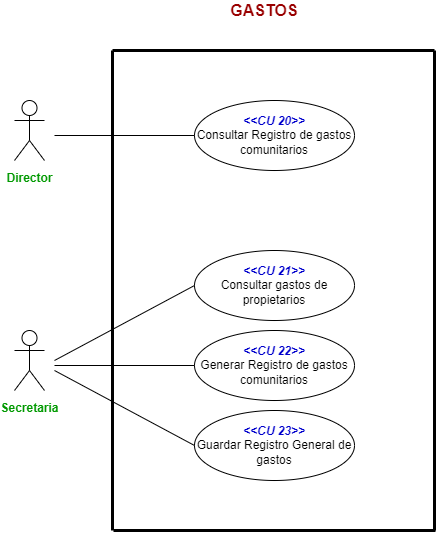 GASTOS
<<CU 20>>
Consultar Registro de gastos
comunitarios
Director
<<CU 21>>
Consultar gastos de
propietarios
<<CU 22>>
Generar Registro de gastos
comunitarios
Secretaria
<<CU 23>>
Guardar Registro General de
gastos